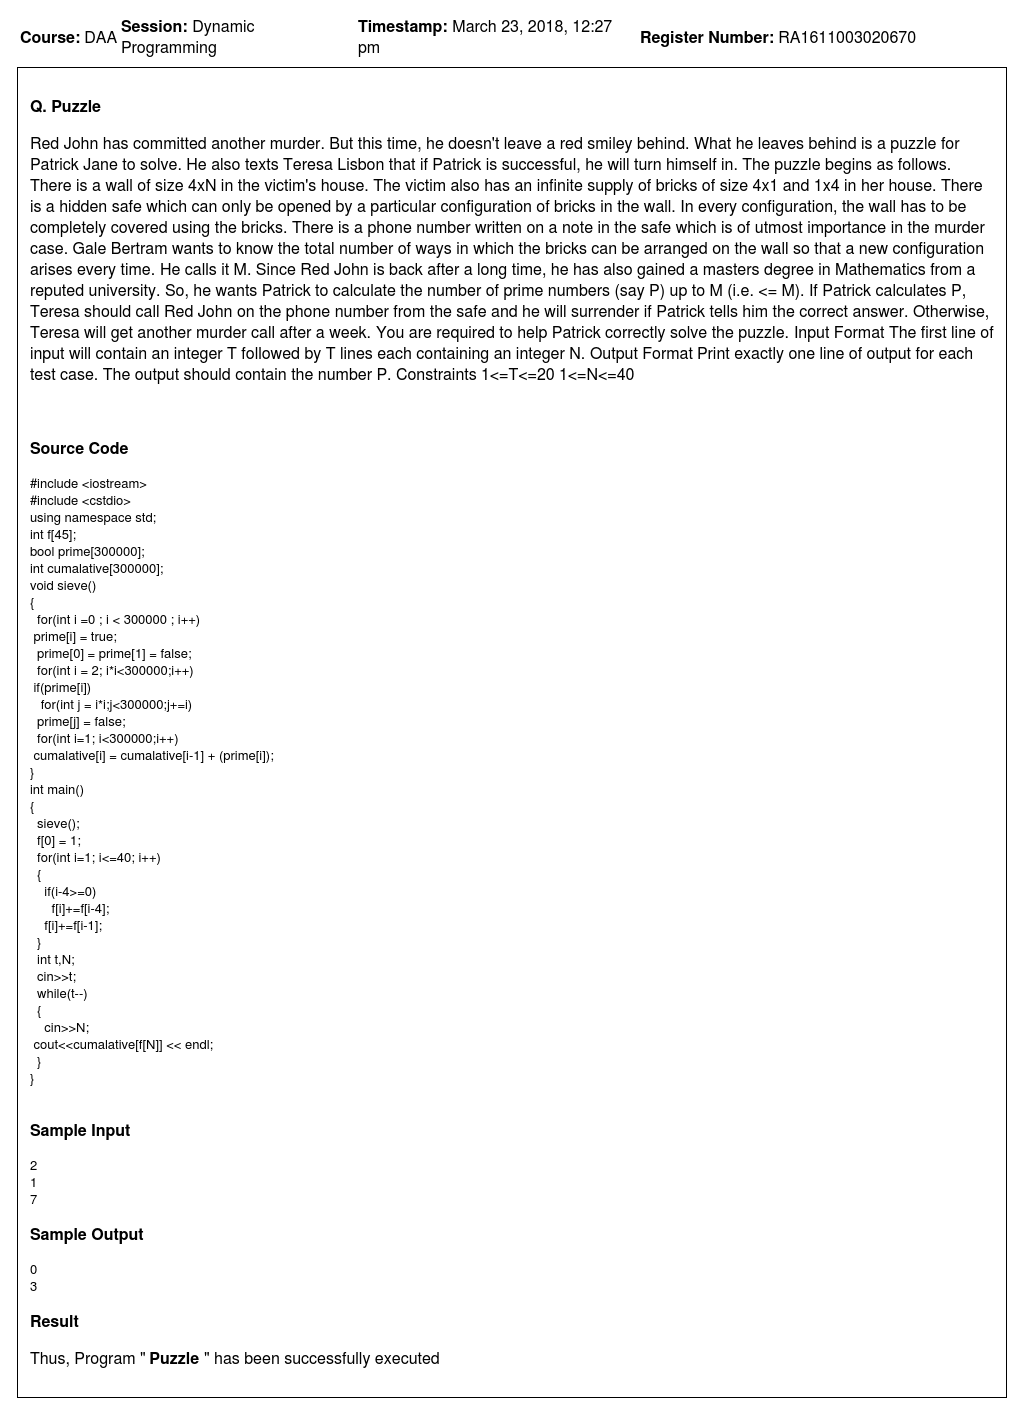 Course: DAA Session: Dynamic Programming Timestamp: March 23, 2018, 12:27 pm Register Number: RA1611003020670
Q. Puzzle
Red John has committed another murder. But this time, he doesn't leave a red smiley behind. What he leaves behind is a puzzle for
Patrick Jane to solve. He also texts Teresa Lisbon that if Patrick is successful, he will turn himself in. The puzzle begins as follows.
There is a wall of size 4xN in the victim's house. The victim also has an infinite supply of bricks of size 4x1 and 1x4 in her house. There
is a hidden safe which can only be opened by a particular configuration of bricks in the wall. In every configuration, the wall has to be
completely covered using the bricks. There is a phone number written on a note in the safe which is of utmost importance in the murder
case. Gale Bertram wants to know the total number of ways in which the bricks can be arranged on the wall so that a new configuration
arises every time. He calls it M. Since Red John is back after a long time, he has also gained a masters degree in Mathematics from a
reputed university. So, he wants Patrick to calculate the number of prime numbers (say P) up to M (i.e. <= M). If Patrick calculates P,
Teresa should call Red John on the phone number from the safe and he will surrender if Patrick tells him the correct answer. Otherwise,
Teresa will get another murder call after a week. You are required to help Patrick correctly solve the puzzle. Input Format The first line of
input will contain an integer T followed by T lines each containing an integer N. Output Format Print exactly one line of output for each
test case. The output should contain the number P. Constraints 1<=T<=20 1<=N<=40
Source Code
#include <iostream>
#include <cstdio>
using namespace std;
int f[45];
bool prime[300000];
int cumalative[300000];
void sieve()
{
for(int i =0 ; i < 300000 ; i++)
prime[i] = true;
prime[0] = prime[1] = false;
for(int i = 2; i*i<300000;i++)
if(prime[i])
for(int j = i*i;j<300000;j+=i)
prime[j] = false;
for(int i=1; i<300000;i++)
cumalative[i] = cumalative[i-1] + (prime[i]);
}
int main()
{
sieve();
f[0] = 1;
for(int i=1; i<=40; i++)
{
if(i-4>=0)
f[i]+=f[i-4];
f[i]+=f[i-1];
}
int t,N;
cin>>t;
while(t--)
{
cin>>N;
cout<<cumalative[f[N]] << endl;
}
}
Sample Input
2
1
7
Sample Output
0
3
Result
Thus, Program " Puzzle " has been successfully executed